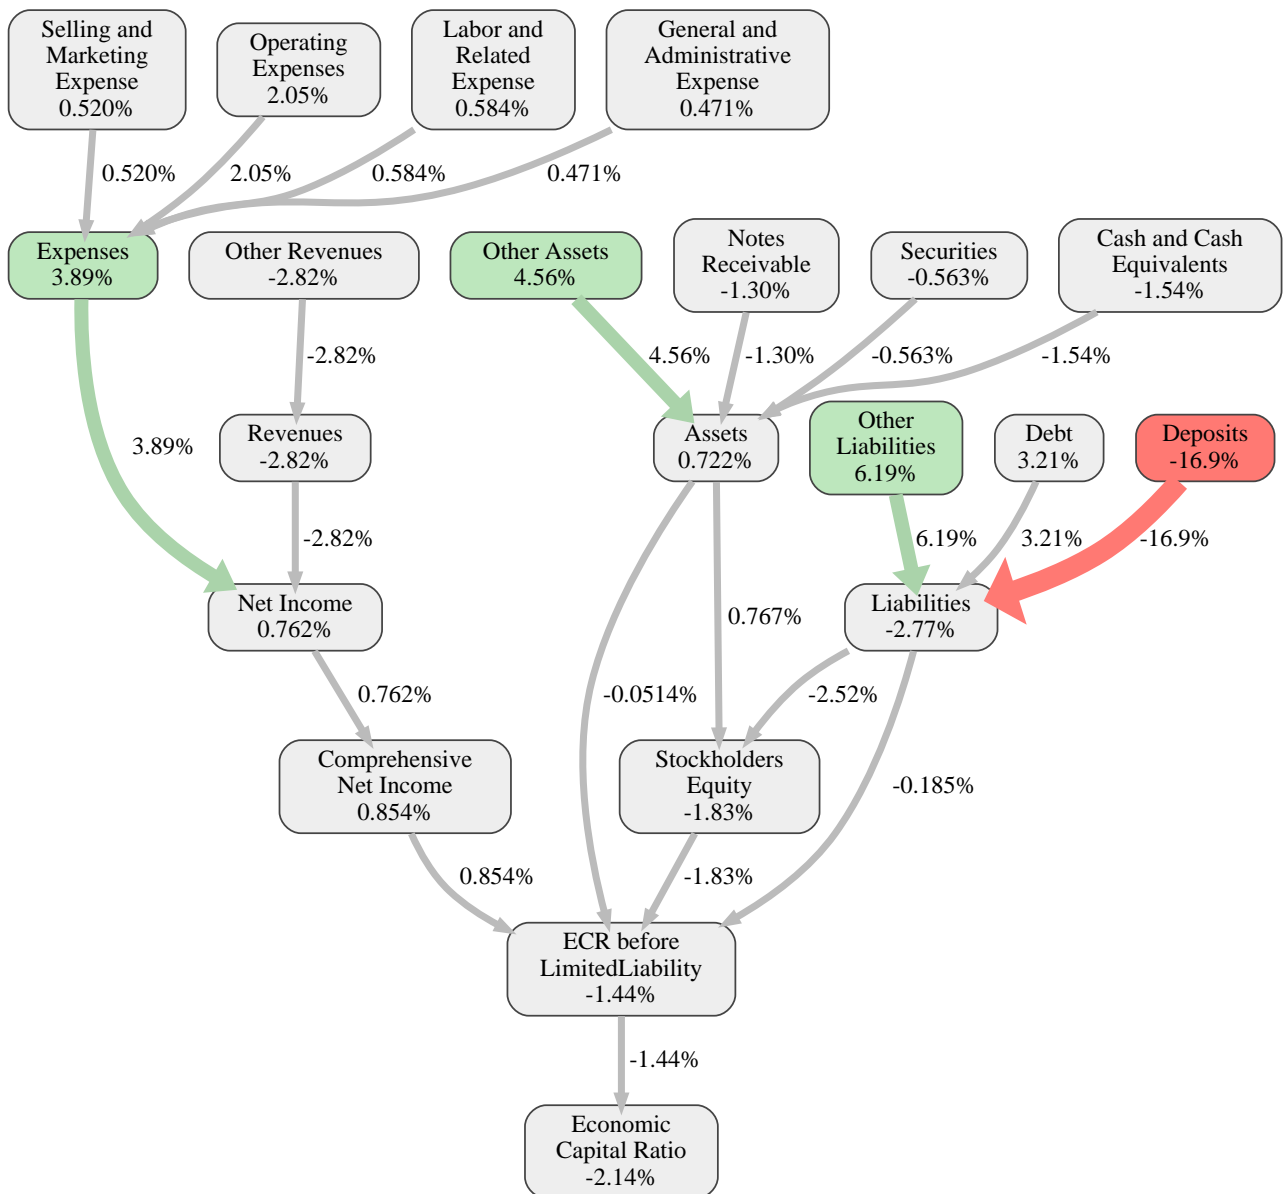 Selling and
Marketing
Expense
0.520%
Operating
Expenses
2.05%
Labor and
Related
Expense
0.584%
General and
Administrative
Expense
0.471%
0.520%
2.05%
0.584%
0.471%
Expenses
3.89%
Other Revenues
-2.82%
Other Assets
4.56%
Notes
Receivable
-1.30%
Securities
-0.563%
Cash and Cash
Equivalents
-1.54%
-2.82%
4.56%
-1.30%
-0.563%
-1.54%
3.89%
Revenues
-2.82%
Assets
0.722%
Other
Liabilities
6.19%
Debt
3.21%
Deposits
-16.9%
-2.82%
6.19%
3.21%
-16.9%
Net Income
0.762%
0.767%
Liabilities
-2.77%
0.762%
-0.0514%
-2.52%
Comprehensive
Net Income
0.854%
Stockholders
Equity
-1.83%
-0.185%
0.854%
-1.83%
ECR before
LimitedLiability
-1.44%
-1.44%
Economic
Capital Ratio
-2.14%